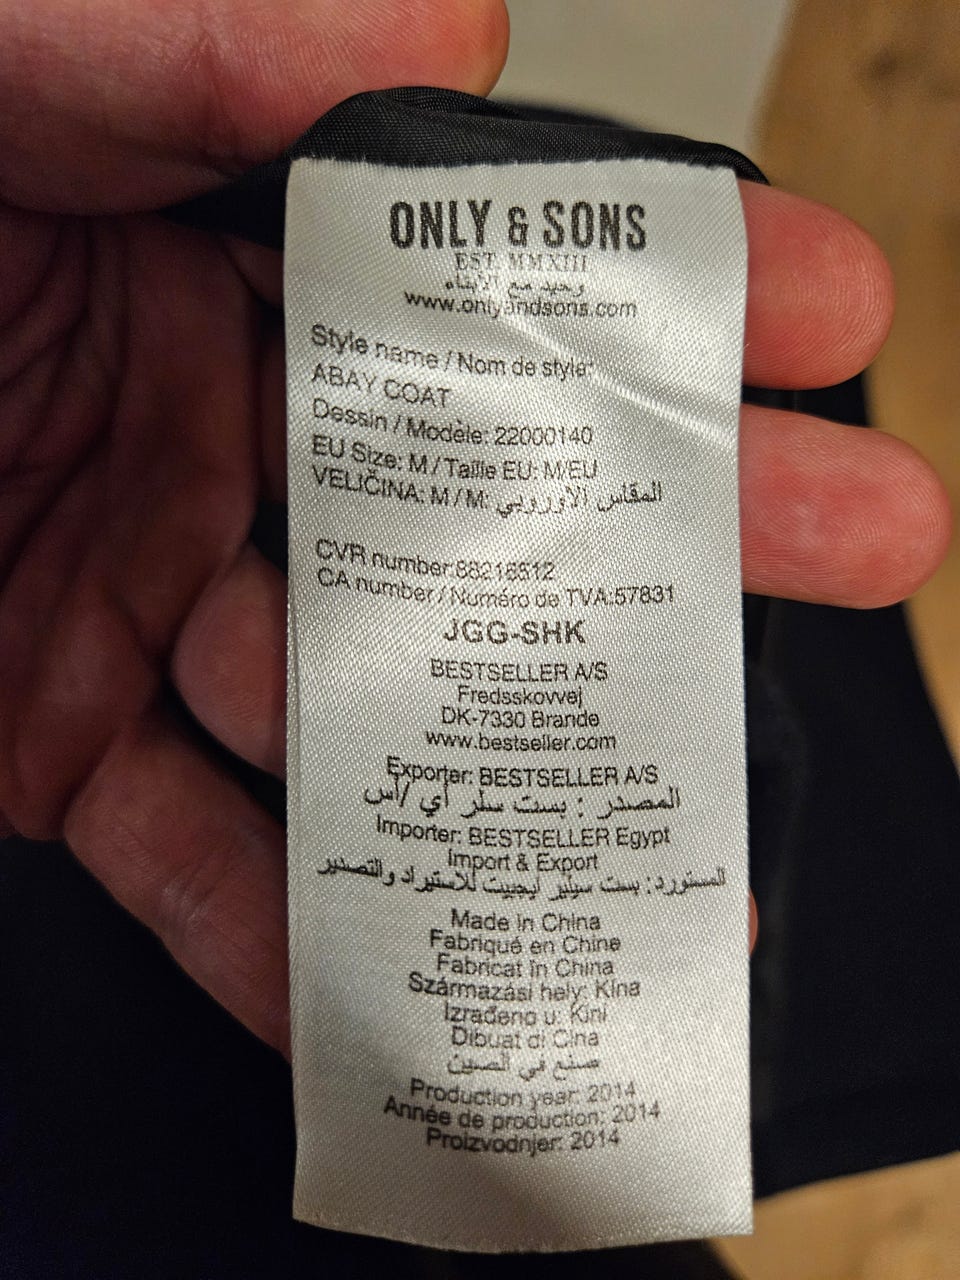 ONLY & SONS
EST MMXIII
وحيد مع الأبناء
www.onlyandsons.com
Style name / Nom de style:
ABAY COAT
Dessin / Modèle: 22000140
EU Size: M / Taille EU: M/EU
VELIČINA: M / M: المقاس الأوروبي
CVR number:88216512
CA number / Numéro de TVA:57831
JGG-SHK
BESTSELLER A/S
Fredsskovvej
DK-7330 Brande
www.bestseller.com
Exporter: BESTSELLER A/S
المصدر : بست سلر أي /أس
Importer: BESTSELLER Egypt
Import & Export
المستورد: بست سيلير ايجيبت للاستيراد والتصدير
Made in China
Fabriqué en Chine
Fabricat în China
Származási hely: Kína
Izrađeno u: Kini
Dibuat di Cina
صنع في الصين
Production year: 2014
Année de production: 2014
Proizvodnjer: 2014